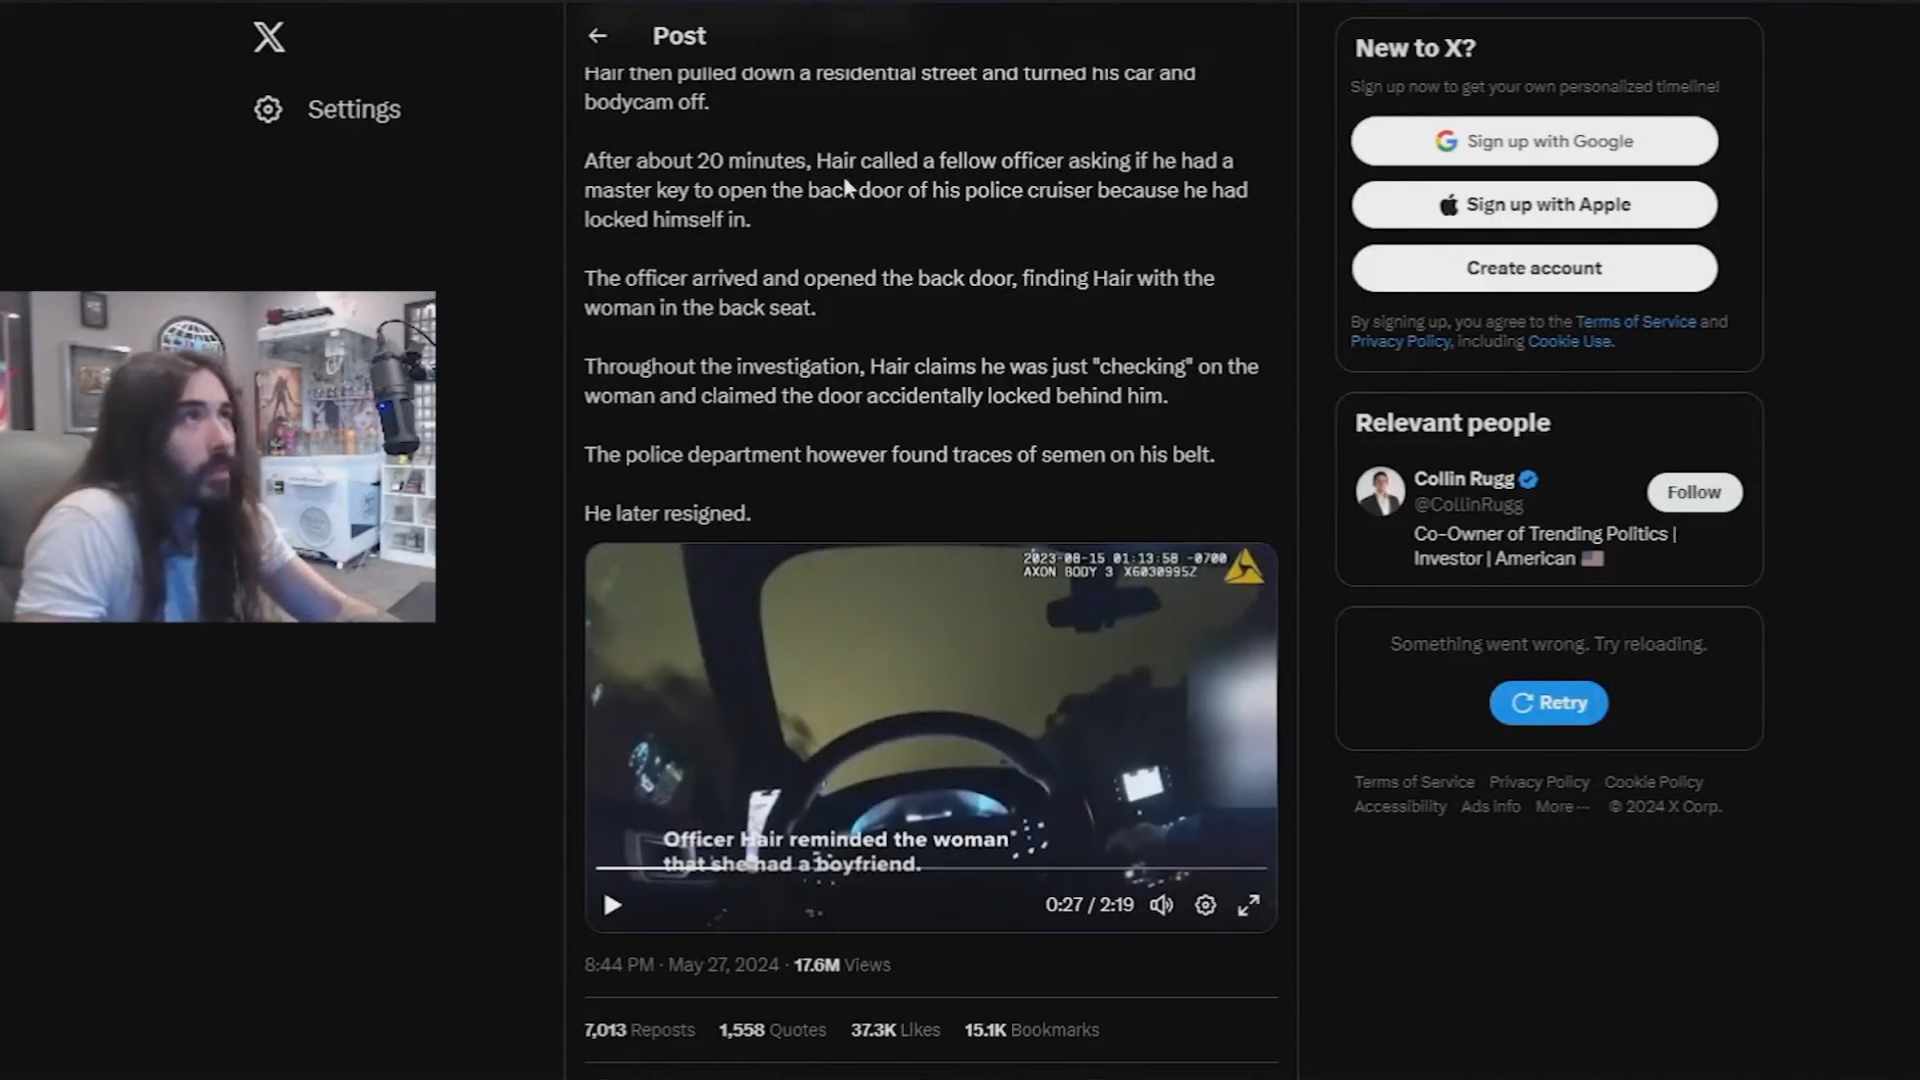 Settings
Post
Hair then pulled down a residential street and turned his car and
bodycam off.
After about 20 minutes, Hair called a fellow officer asking if he had a
master key to open the back door of his police cruiser because he had
locked himself in.
The officer arrived and opened the back door, finding Hair with the
woman in the back seat.
Throughout the investigation, Hair claims he was just "checking" on the
woman and claimed the door accidentally locked behind him.
The police department however found traces of semen on his belt.
He later resigned.
2023-08-15 01:13:58 -0700
AXON BODY 3 X6030995Z
Officer Hair reminded the woman
that she had a boyfriend.
0:27 / 2:19
8:44 PM · May 27, 2024 · 17.6M Views
7,013 Reposts 1,558 Quotes 37.3K Likes 15.1K Bookmarks
New to X?
Sign up now to get your own personalized timeline!
Sign up with Google
Sign up with Apple
Create account
By signing up, you agree to the Terms of Service and
Privacy Policy, including Cookie Use.
Relevant people
Collin Rugg
@CollinRugg
Follow
Co-Owner of Trending Politics |
Investor | American
Something went wrong. Try reloading.
Retry
Terms of Service Privacy Policy Cookie Policy
Accessibility Ads info More ··· © 2024 X Corp.